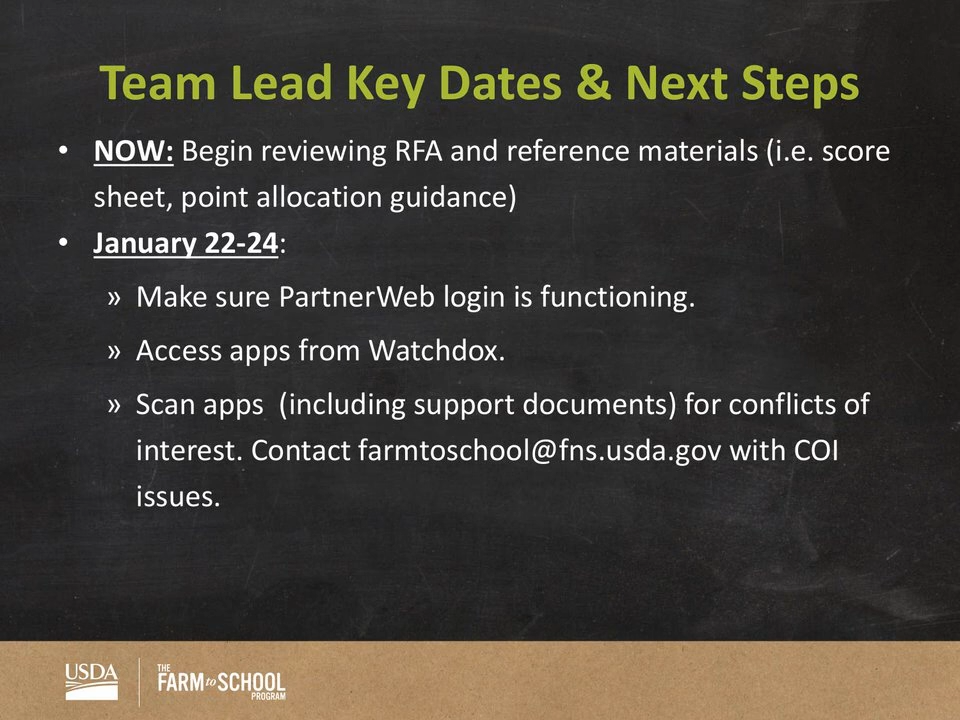 Team Lead Key Dates & Next Steps
• NOW: Begin reviewing RFA and reference materials (i.e. score
sheet, point allocation guidance)
• January 22-24:
» Make sure PartnerWeb login is functioning.
» Access apps from Watchdox.
» Scan apps  (including support documents) for conflicts of
interest. Contact farmtoschool@fns.usda.gov with COI
issues.
USDA
THE
FARM to SCHOOL
PROGRAM